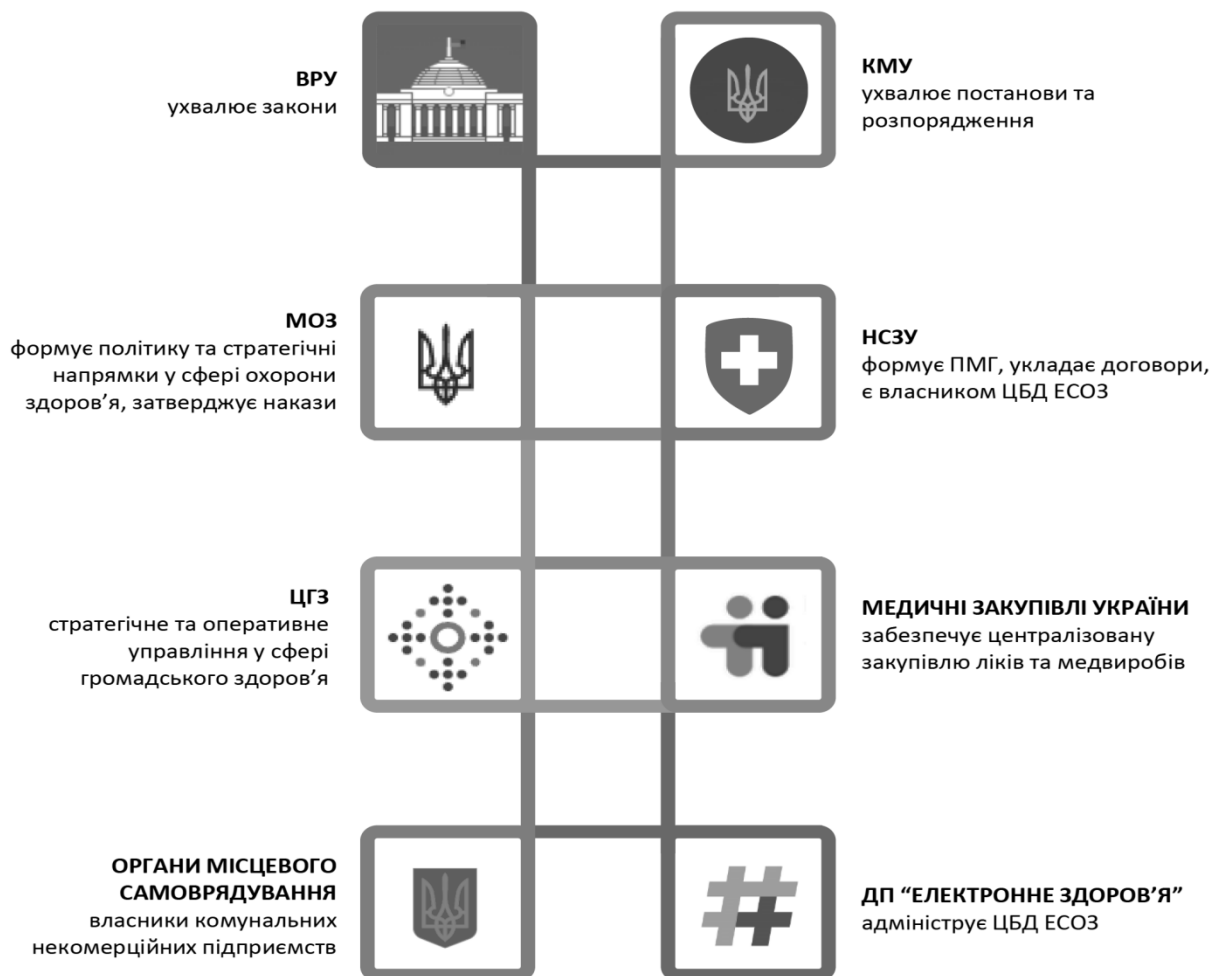 ВРУ
ухвалює закони
КМУ
ухвалює постанови та
розпорядження
МОЗ
формує політику та стратегічні
напрямки у сфері охорони
здоров’я, затверджує накази
НСЗУ
формує ПМГ, укладає договори,
є власником ЦБД ЕСОЗ
ЦГЗ
стратегічне та оперативне
управління у сфері
громадського здоров’я
МЕДИЧНІ ЗАКУПІВЛІ УКРАЇНИ
забезпечує централізовану
закупівлю ліків та медвиробів
ОРГАНИ МІСЦЕВОГО
САМОВРЯДУВАННЯ
власники комунальних
некомерційних підприємств
ДП “ЕЛЕКТРОННЕ ЗДОРОВ’Я”
адмініструє ЦБД ЕСОЗ